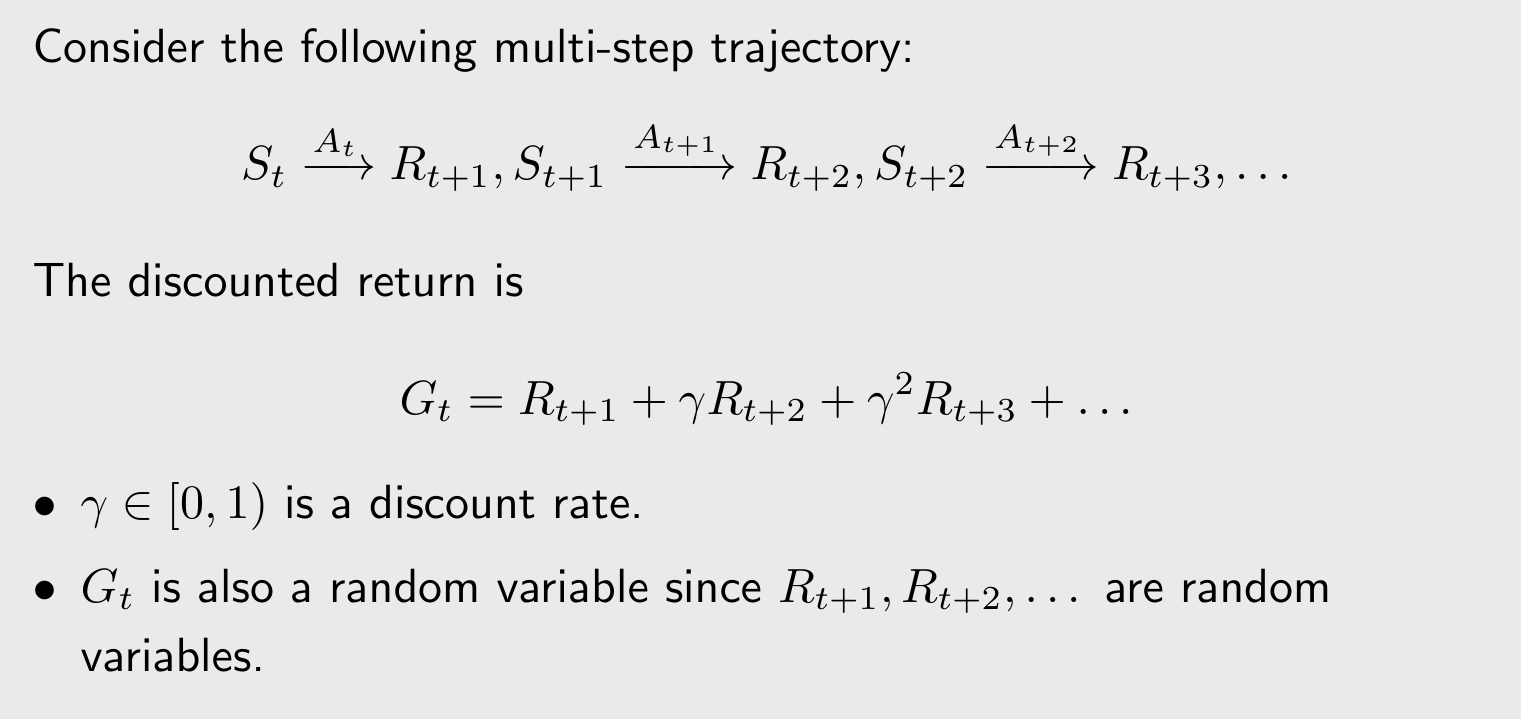 Consider the following multi-step trajectory:
$S_t \xrightarrow{A_t} R_{t+1}, S_{t+1} \xrightarrow{A_{t+1}} R_{t+2}, S_{t+2} \xrightarrow{A_{t+2}} R_{t+3}, \ldots$
The discounted return is
$G_t = R_{t+1} + \gamma R_{t+2} + \gamma^2 R_{t+3} + \ldots$
• $\gamma \in [0, 1)$ is a discount rate.
• $G_t$ is also a random variable since $R_{t+1}, R_{t+2}, \ldots$ are random
variables.